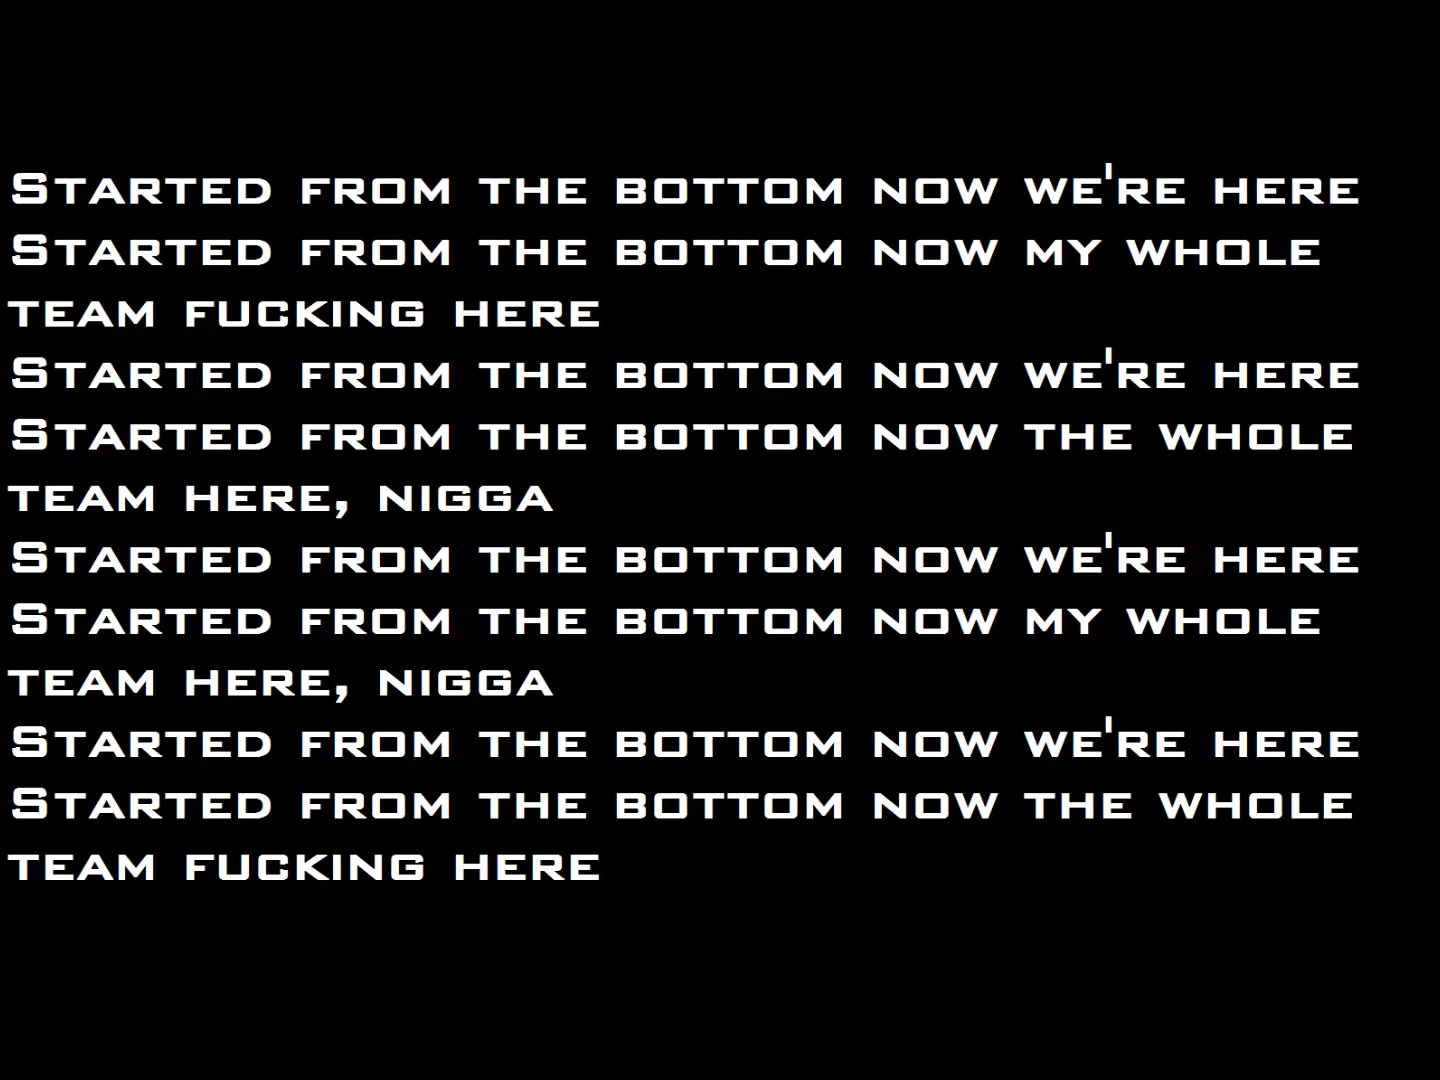 Started from the bottom now we're here
Started from the bottom now my whole
team fucking here
Started from the bottom now we're here
Started from the bottom now the whole
team here, nigga
Started from the bottom now we're here
Started from the bottom now my whole
team here, nigga
Started from the bottom now we're here
Started from the bottom now the whole
team fucking here